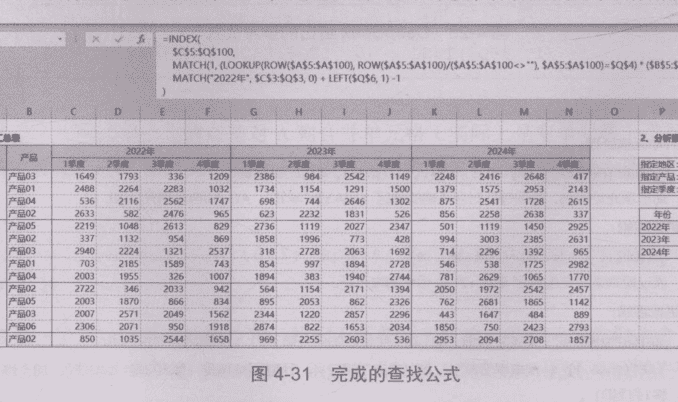 =INDEX(
$C$5:$Q$100,
MATCH(1, (LOOKUP(ROW($A$5:$A$100), ROW($A$5:$A$100)/($A$5:$A$100<>""), $A$5:$A$100)=$Q$4) * ($B$5:$
MATCH("2022年", $C$3:$Q$3, 0) + LEFT($Q$6, 1) -1
)
B C D E F G H I J K L M N O P
汇总表 2、分析
产品 2022年 2023年 2024年
1季度 2季度 3季度 4季度 1季度 2季度 3季度 4季度 1季度 2季度 3季度 4季度 指定地区:
产品03 1649 1793 336 1209 2386 984 2542 1149 2248 2416 2648 417 指定产品:
产品01 2488 2264 2283 1032 1734 1154 1291 1500 1379 1575 2953 2143 指定季度:
产品04 536 2116 2562 1747 698 744 2646 1302 875 2541 1728 2615
产品02 2633 582 2476 965 623 2232 1831 526 856 2258 2638 337 年份
产品05 2219 1048 2613 829 2736 1119 2027 2347 501 1119 1450 2925 2022年
产品02 337 1132 954 869 1858 1996 773 428 994 3003 2385 2631 2023年
产品03 2940 2224 1321 2537 318 2728 2063 1692 714 2296 1392 965 2024年
产品01 703 2185 1589 743 854 997 1894 2728 546 538 1725 2982
产品04 2003 1955 326 1007 1894 383 1940 2744 781 2629 1065 1770
产品02 2722 346 2033 942 564 1154 2171 1394 2050 1972 2542 2457
产品05 2003 1870 866 834 895 2053 862 2326 762 2681 1865 1142
产品03 2007 2571 2049 1562 2344 1220 2857 2296 443 1647 484 889
产品06 2306 2071 950 1918 2874 822 1653 2034 1850 750 2423 2793
产品02 850 1035 2544 1658 969 2255 2603 536 2953 2094 2708 1857
图 4-31 完成的查找公式